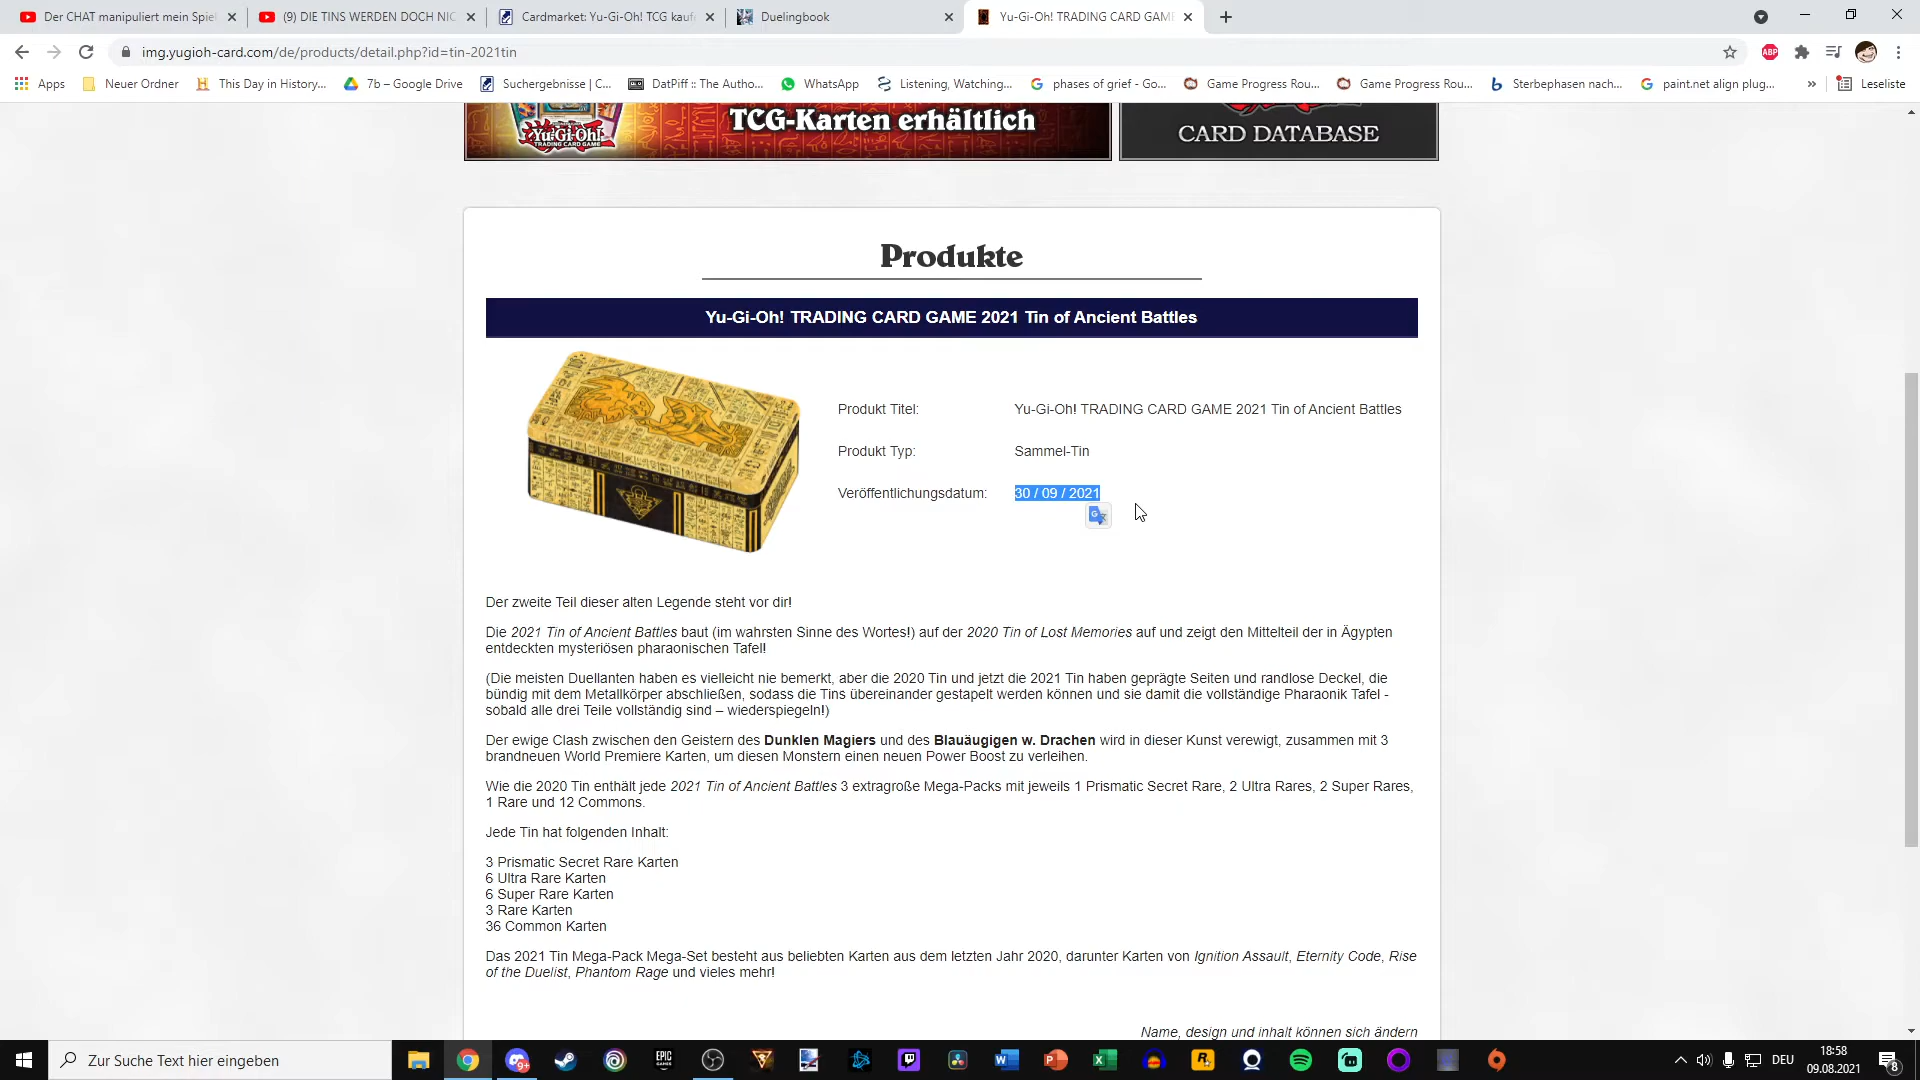 Der CHAT manipuliert mein Spie
(9) DIE TINS WERDEN DOCH NIC
Cardmarket: Yu-Gi-Oh! TCG kauf
Duelingbook
Yu-Gi-Oh! TRADING CARD GAME
img.yugioh-card.com/de/products/detail.php?id=tin-2021tin
ABP
Apps
Neuer Ordner
This Day in History...
7b – Google Drive
Suchergebnisse | C...
DatPiff :: The Autho...
WhatsApp
Listening, Watching...
phases of grief - Go...
Game Progress Rou...
Game Progress Rou...
Sterbephasen nach...
paint.net align plug...
»
Leseliste
Yu-Gi-Oh!
TRADING CARD GAME
TCG-Karten erhältlich
CARD DATABASE
Produkte
Yu-Gi-Oh! TRADING CARD GAME 2021 Tin of Ancient Battles
Produkt Titel: Yu-Gi-Oh! TRADING CARD GAME 2021 Tin of Ancient Battles
Produkt Typ: Sammel-Tin
Veröffentlichungsdatum: 30 / 09 / 2021
Der zweite Teil dieser alten Legende steht vor dir!
Die 2021 Tin of Ancient Battles baut (im wahrsten Sinne des Wortes!) auf der 2020 Tin of Lost Memories auf und zeigt den Mittelteil der in Ägypten
entdeckten mysteriösen pharaonischen Tafel!
(Die meisten Duellanten haben es vielleicht nie bemerkt, aber die 2020 Tin und jetzt die 2021 Tin haben geprägte Seiten und randlose Deckel, die
bündig mit dem Metallkörper abschließen, sodass die Tins übereinander gestapelt werden können und sie damit die vollständige Pharaonik Tafel -
sobald alle drei Teile vollständig sind – wiederspiegeln!)
Der ewige Clash zwischen den Geistern des Dunklen Magiers und des Blauäugigen w. Drachen wird in dieser Kunst verewigt, zusammen mit 3
brandneuen World Premiere Karten, um diesen Monstern einen neuen Power Boost zu verleihen.
Wie die 2020 Tin enthält jede 2021 Tin of Ancient Battles 3 extragroße Mega-Packs mit jeweils 1 Prismatic Secret Rare, 2 Ultra Rares, 2 Super Rares,
1 Rare und 12 Commons.
Jede Tin hat folgenden Inhalt:
3 Prismatic Secret Rare Karten
6 Ultra Rare Karten
6 Super Rare Karten
3 Rare Karten
36 Common Karten
Das 2021 Tin Mega-Pack Mega-Set besteht aus beliebten Karten aus dem letzten Jahr 2020, darunter Karten von Ignition Assault, Eternity Code, Rise
of the Duelist, Phantom Rage und vieles mehr!
Name, design und inhalt können sich ändern
Zur Suche Text hier eingeben
DEU
18:58
09.08.2021
8